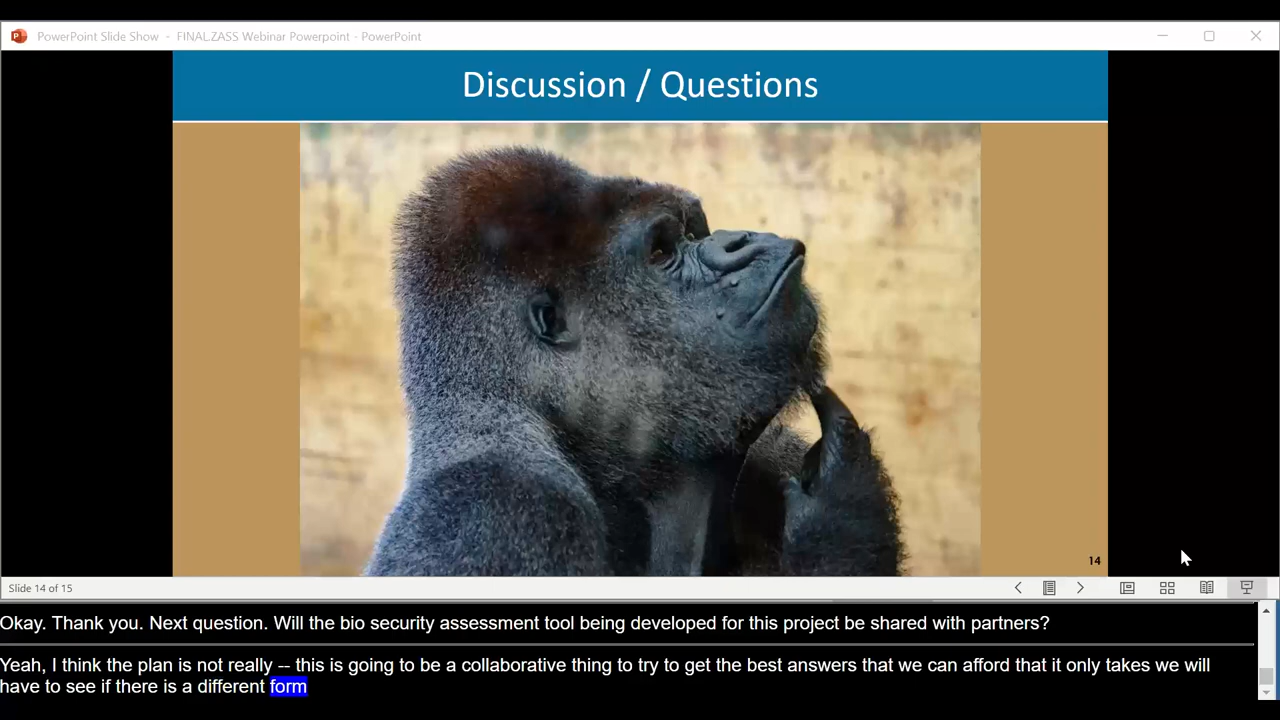 PowerPoint Slide Show - FINAL.ZASS Webinar Powerpoint - PowerPoint
Discussion / Questions
14
Slide 14 of 15
Okay. Thank you. Next question. Will the bio security assessment tool being developed for this project be shared with partners?
Yeah, I think the plan is not really -- this is going to be a collaborative thing to try to get the best answers that we can afford that it only takes we will
have to see if there is a different form